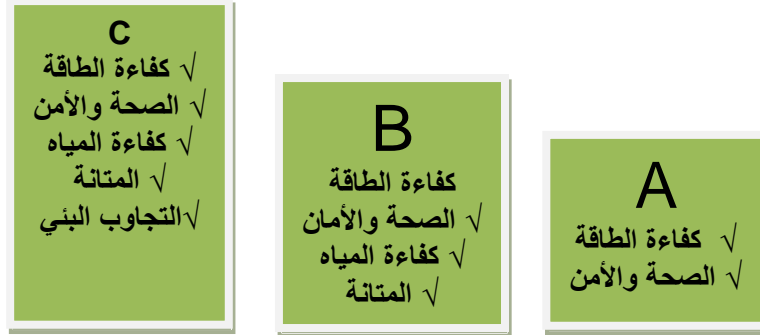 A
√ كفاءة الطاقة
√ الصحة والأمن
B
كفاءة الطاقة
√ الصحة والأمان
√ كفاءة المياه
√ المتانة
C
√ كفاءة الطاقة
√ الصحة والأمن
√ كفاءة المياه
√ المتانة
√التجاوب البئي